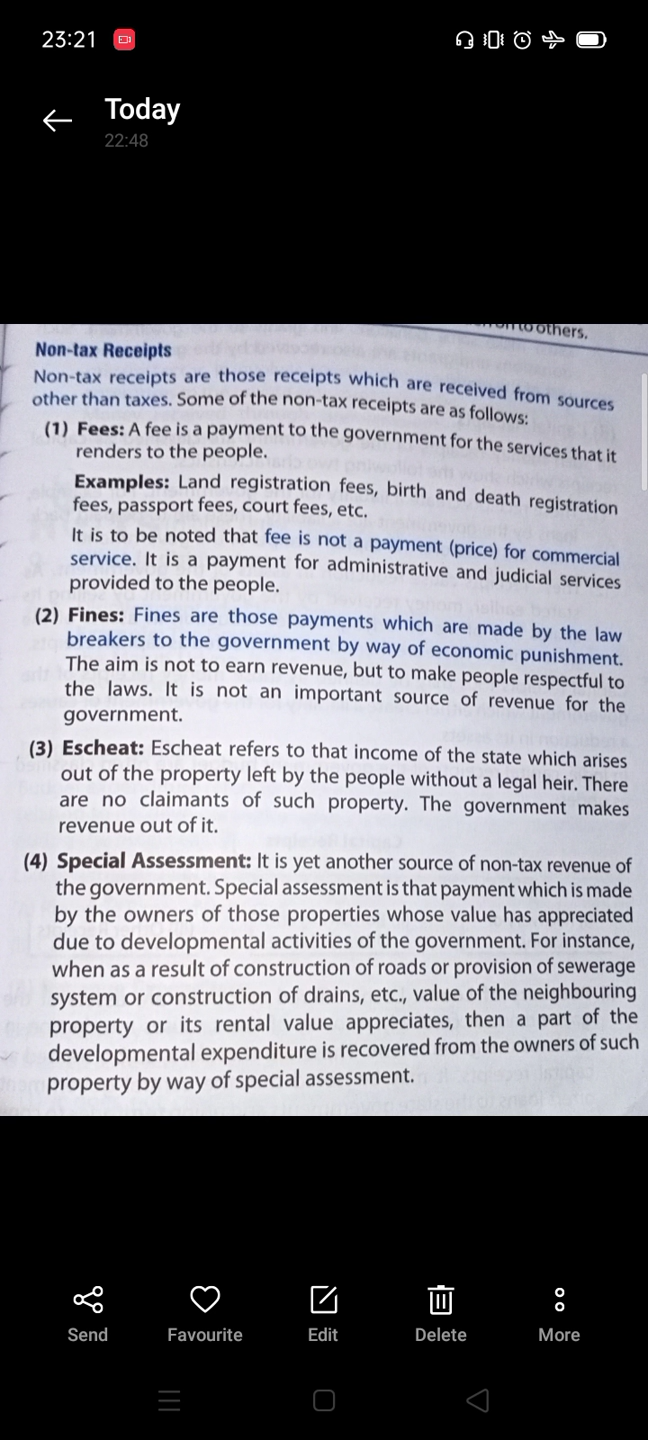 23:21
Today
22:48
to others.
Non-tax Receipts
Non-tax receipts are those receipts which are received from sources
other than taxes. Some of the non-tax receipts are as follows:
(1) Fees: A fee is a payment to the government for the services that it
renders to the people.
Examples: Land registration fees, birth and death registration
fees, passport fees, court fees, etc.
It is to be noted that fee is not a payment (price) for commercial
service. It is a payment for administrative and judicial services
provided to the people.
(2) Fines: Fines are those payments which are made by the law
breakers to the government by way of economic punishment.
The aim is not to earn revenue, but to make people respectful to
the laws. It is not an important source of revenue for the
government.
(3) Escheat: Escheat refers to that income of the state which arises
out of the property left by the people without a legal heir. There
are no claimants of such property. The government makes
revenue out of it.
(4) Special Assessment: It is yet another source of non-tax revenue of
the government. Special assessment is that payment which is made
by the owners of those properties whose value has appreciated
due to developmental activities of the government. For instance,
when as a result of construction of roads or provision of sewerage
system or construction of drains, etc., value of the neighbouring
property or its rental value appreciates, then a part of the
developmental expenditure is recovered from the owners of such
property by way of special assessment.
Send Favourite Edit Delete More